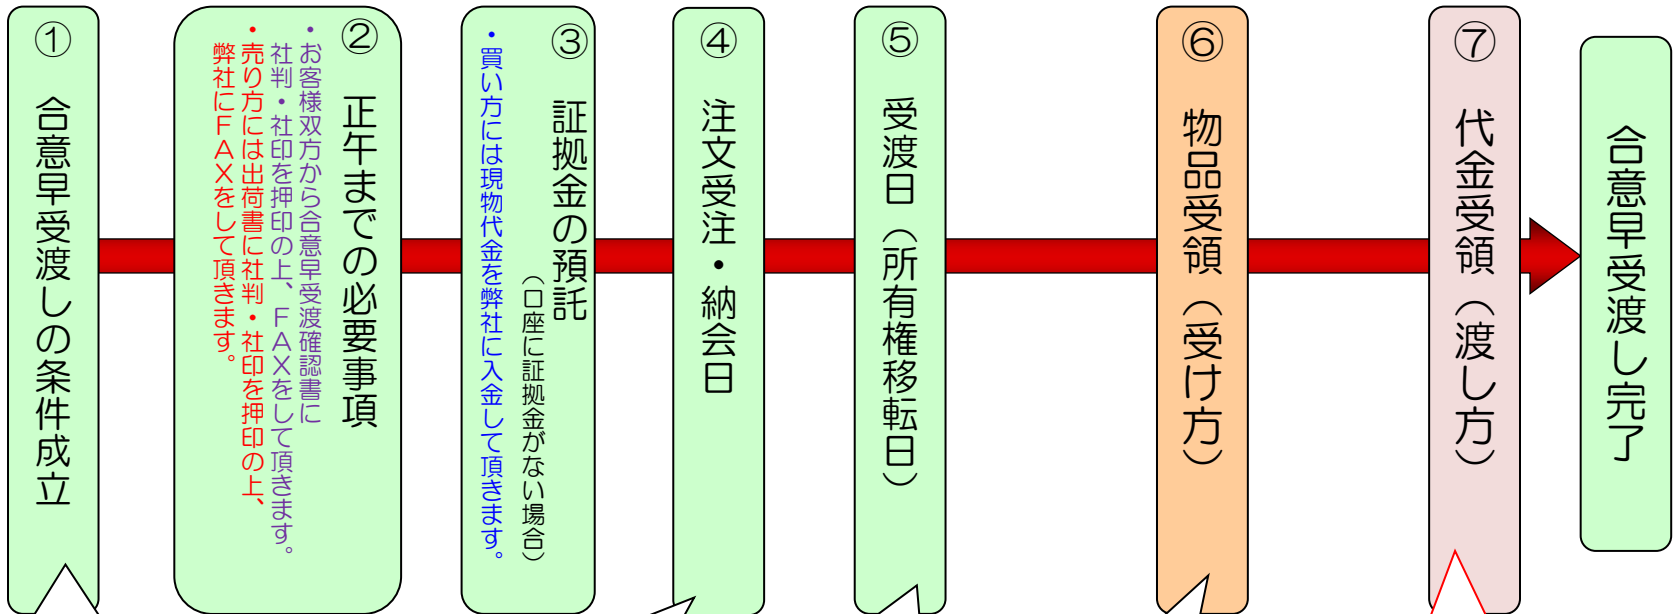 ① 合意早受渡しの条件成立
② 正午までの必要事項
・お客様双方から合意早受渡確認書に
社判・社印を押印の上、ＦＡＸをして頂きます。
・売り方には出荷書に社判・社印を押印の上、
弊社にＦＡＸをして頂きます。
③ 証拠金の預託
（口座に証拠金がない場合）
・買い方には現物代金を弊社に入金して頂きます。
④ 注文受注・納会日
⑤ 受渡日（所有権移転日）
⑥ 物品受領（受け方）
⑦ 代金受領（渡し方）
合意早受渡し完了